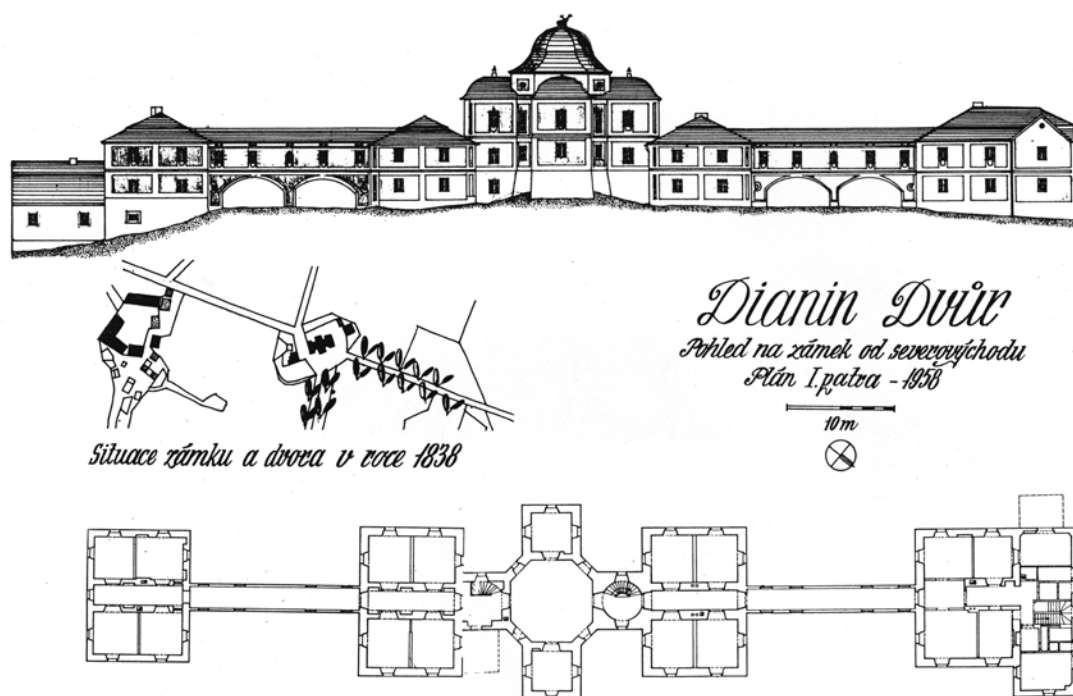 Dianin Dvůr
Pohled na zámek od severovýchodu
Plán I. patra - 1958
10 m
Situace zámku a dvora v roce 1838